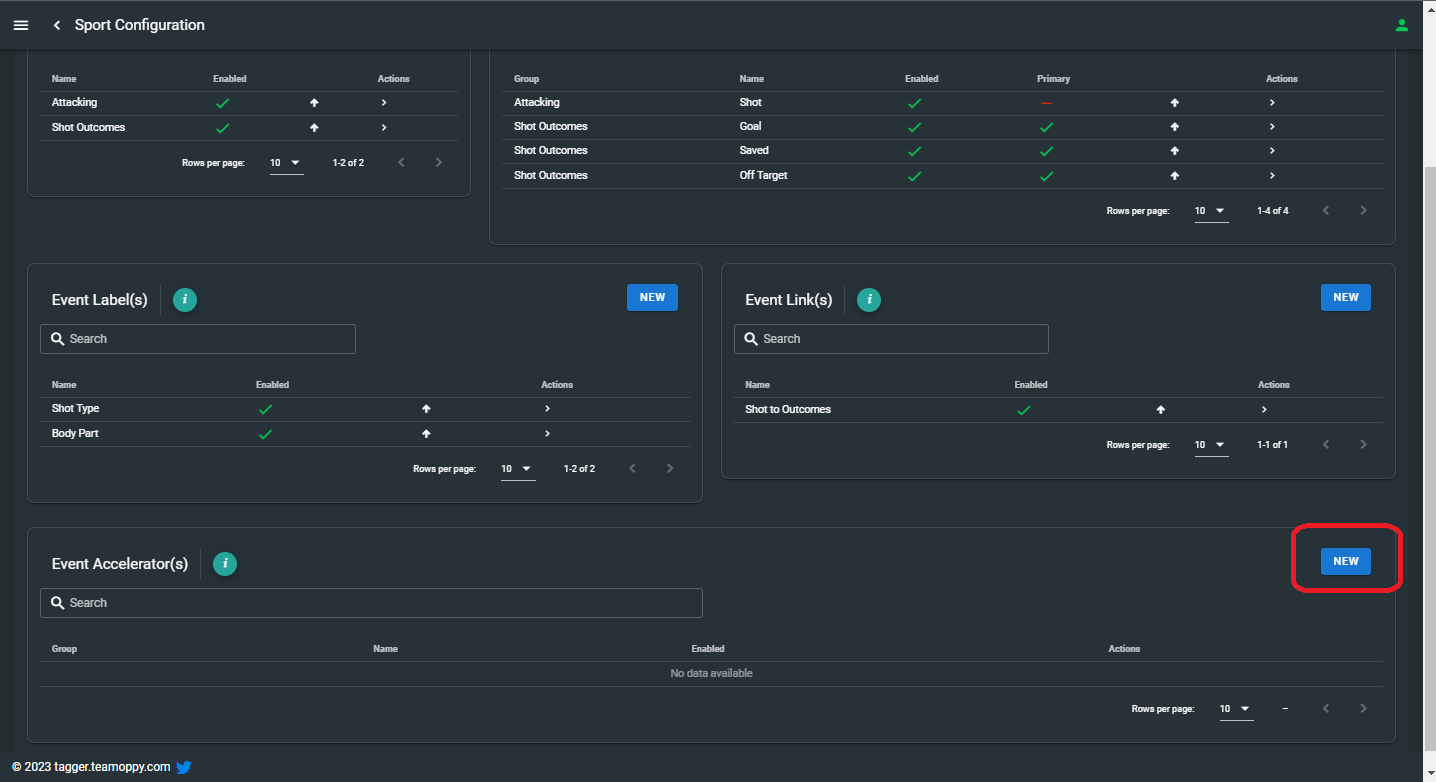 Sport Configuration
Name Enabled Actions
Attacking
Shot Outcomes
Rows per page: 10 1-2 of 2
Group Name Enabled Primary Actions
Attacking Shot
Shot Outcomes Goal
Shot Outcomes Saved
Shot Outcomes Off Target
Rows per page: 10 1-4 of 4
Event Label(s) i NEW
Search
Name Enabled Actions
Shot Type
Body Part
Rows per page: 10 1-2 of 2
Event Link(s) i NEW
Search
Name Enabled Actions
Shot to Outcomes
Rows per page: 10 1-1 of 1
Event Accelerator(s) i NEW
Search
Group Name Enabled Actions
No data available
Rows per page: 10 –
© 2023 tagger.teamoppy.com